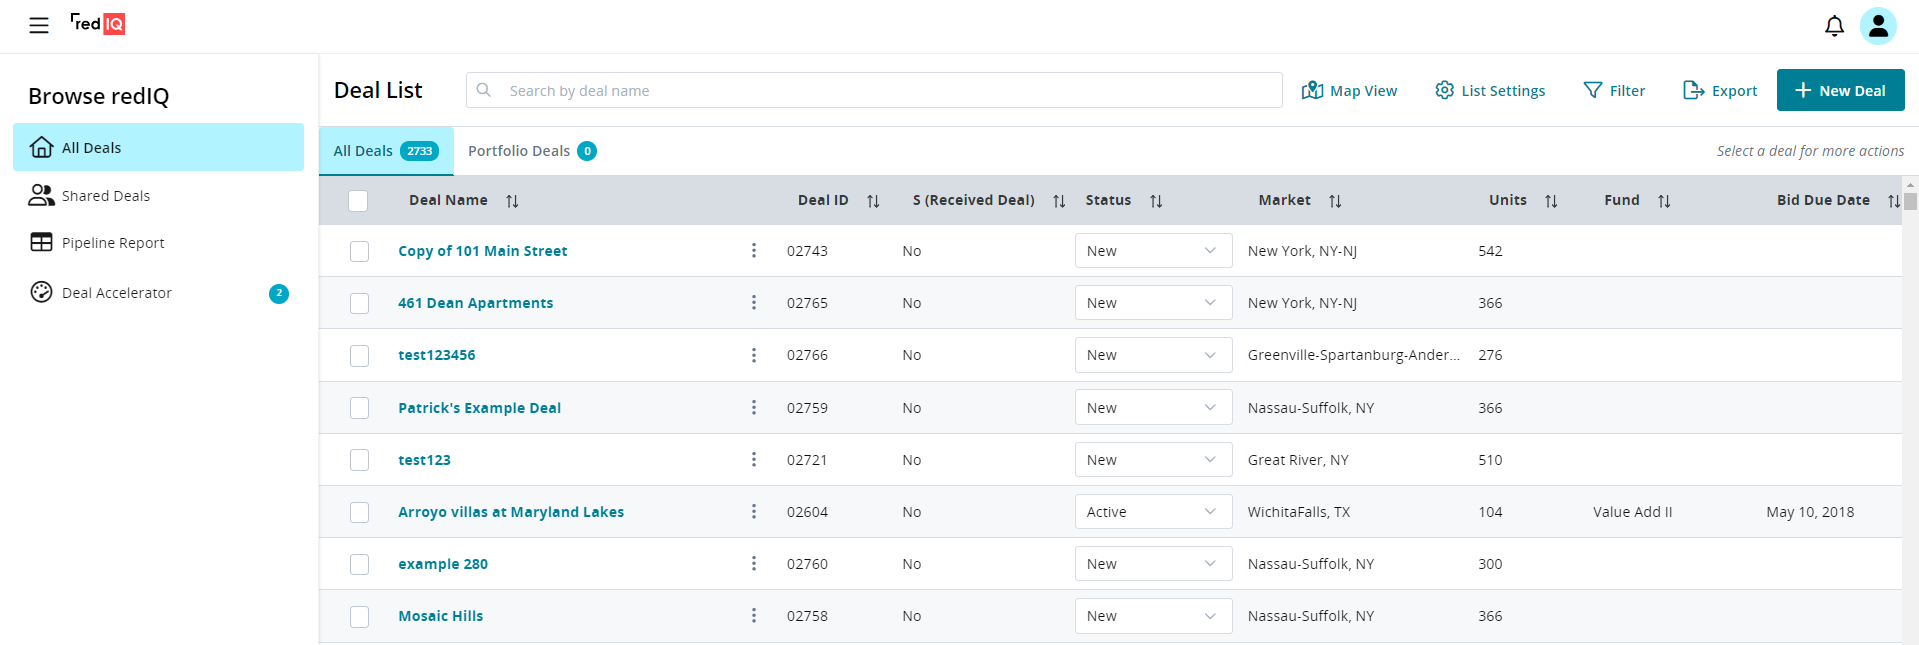 red IQ
Browse redIQ
All Deals
Shared Deals
Pipeline Report
Deal Accelerator 2
Deal List Search by deal name Map View List Settings Filter Export + New Deal
All Deals 2733 Portfolio Deals 0 Select a deal for more actions
Deal Name Deal ID S (Received Deal) Status Market Units Fund Bid Due Date
Copy of 101 Main Street 02743 No New New York, NY-NJ 542
461 Dean Apartments 02765 No New New York, NY-NJ 366
test123456 02766 No New Greenville-Spartanburg-Ander... 276
Patrick's Example Deal 02759 No New Nassau-Suffolk, NY 366
test123 02721 No New Great River, NY 510
Arroyo villas at Maryland Lakes 02604 No Active WichitaFalls, TX 104 Value Add II May 10, 2018
example 280 02760 No New Nassau-Suffolk, NY 300
Mosaic Hills 02758 No New Nassau-Suffolk, NY 366